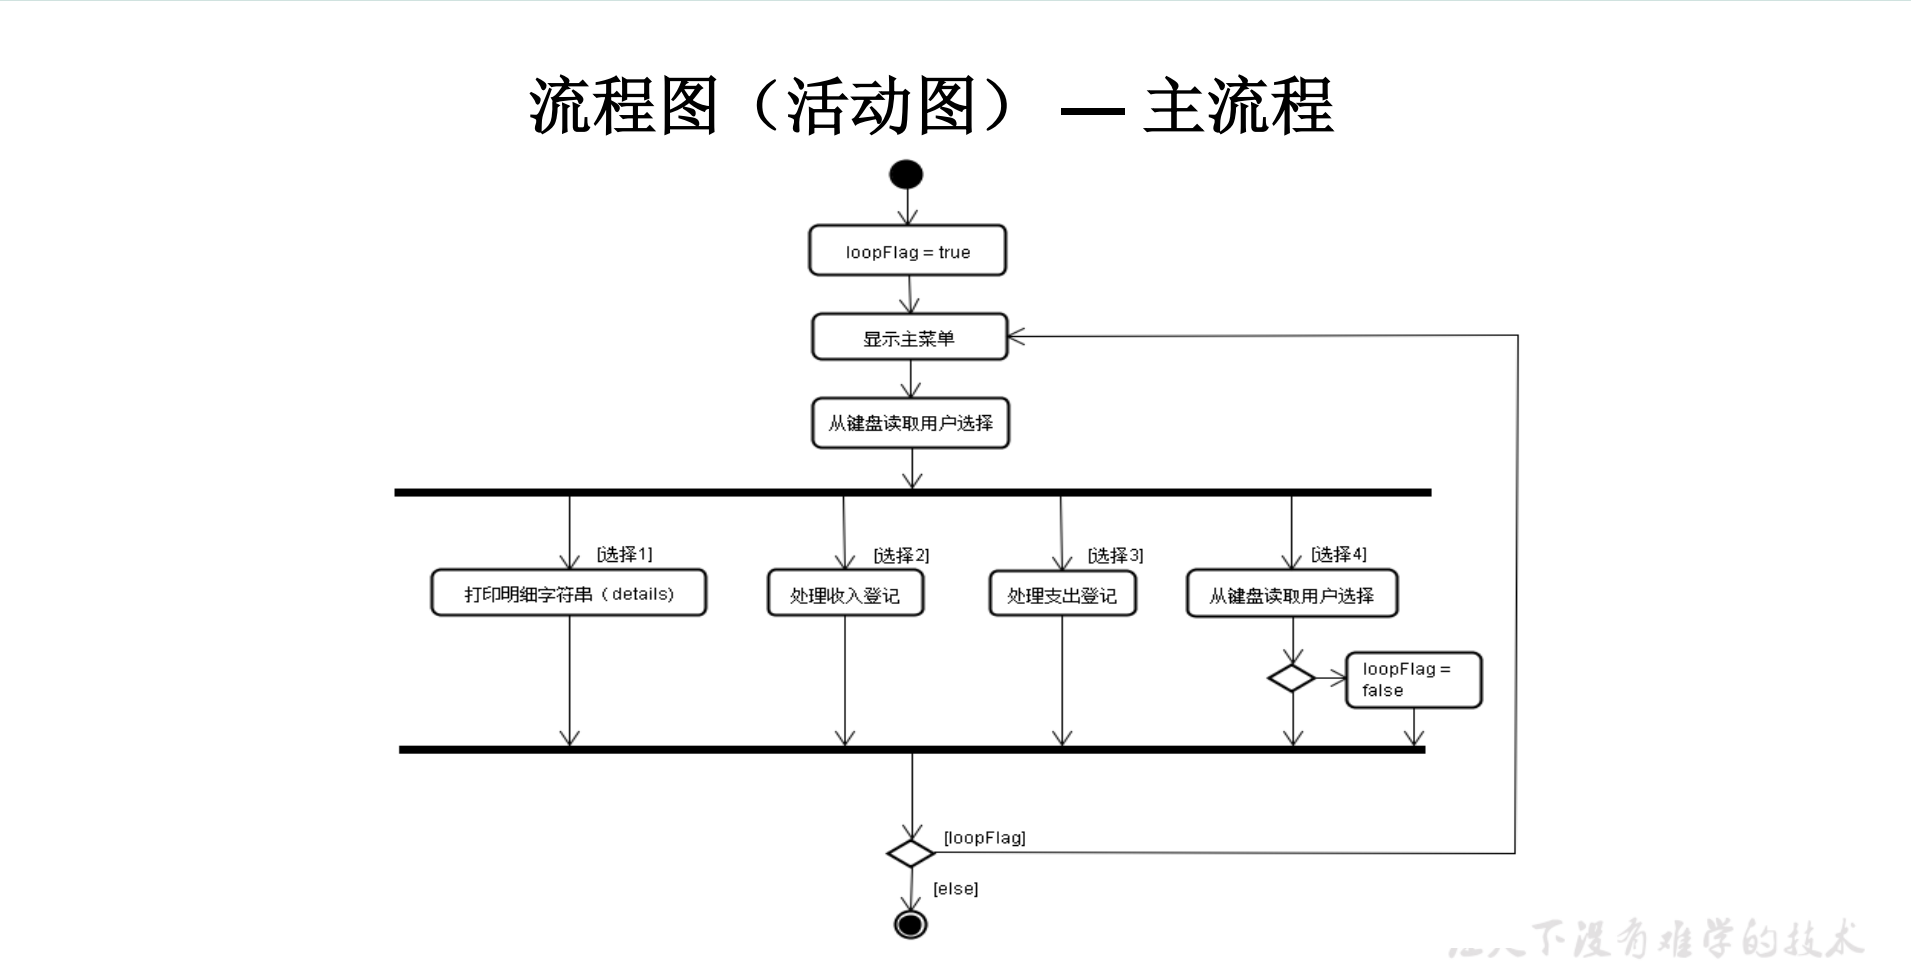 流程图（活动图） — 主流程
loopFlag = true
显示主菜单
从键盘读取用户选择
[选择1]
[选择2]
[选择3]
[选择4]
打印明细字符串（details）
处理收入登记
处理支出登记
从键盘读取用户选择
loopFlag =
false
[loopFlag]
[else]
下没有难学的技术